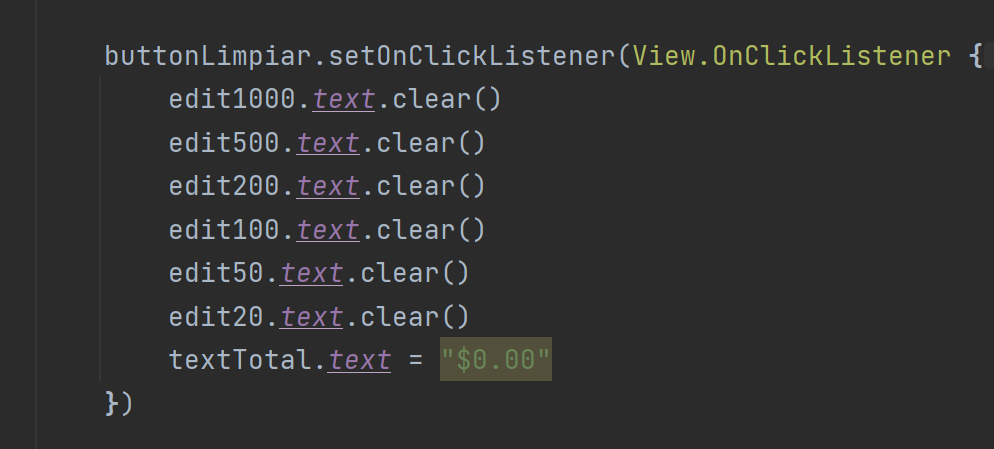 buttonLimpiar.setOnClickListener(View.OnClickListener {
edit1000.text.clear()
edit500.text.clear()
edit200.text.clear()
edit100.text.clear()
edit50.text.clear()
edit20.text.clear()
textTotal.text = "$0.00"
})